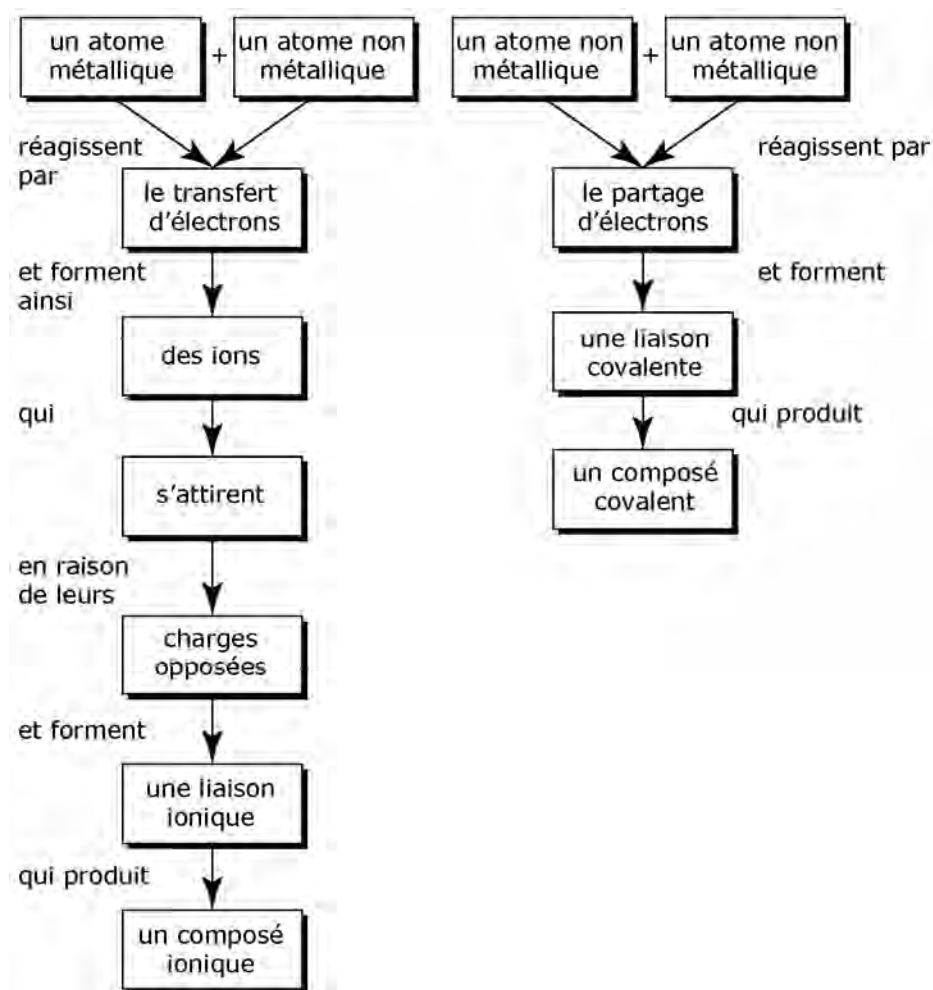 un atome
métallique
+
un atome non
métallique
réagissent
par
le transfert
d'électrons
et forment
ainsi
des ions
qui
s'attirent
en raison
de leurs
charges
opposées
et forment
une liaison
ionique
qui produit
un composé
ionique
un atome non
métallique
+
un atome non
métallique
réagissent par
le partage
d'électrons
et forment
une liaison
covalente
qui produit
un composé
covalent